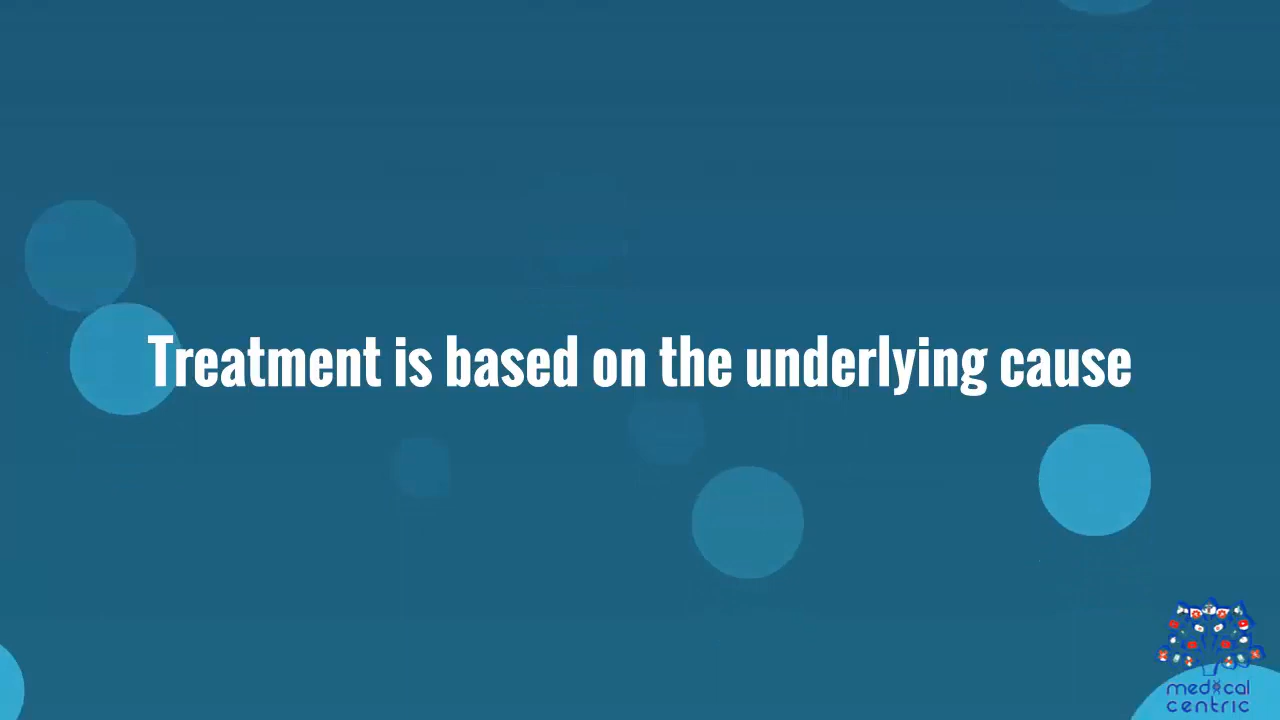 Treatment is based on the underlying cause
medical
centric